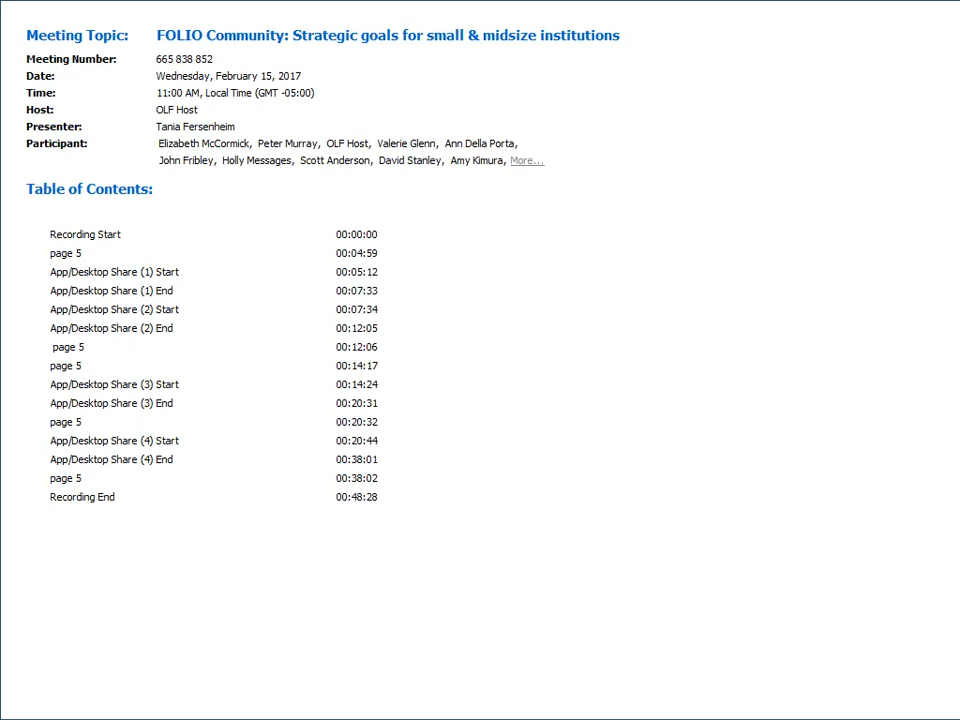 Meeting Topic: FOLIO Community: Strategic goals for small & midsize institutions
Meeting Number: 665 838 852
Date: Wednesday, February 15, 2017
Time: 11:00 AM, Local Time (GMT -05:00)
Host: OLF Host
Presenter: Tania Fersenheim
Participant: Elizabeth McCormick, Peter Murray, OLF Host, Valerie Glenn, Ann Della Porta,
John Fribley, Holly Messages, Scott Anderson, David Stanley, Amy Kimura, More...
Table of Contents:
Recording Start 00:00:00
page 5 00:04:59
App/Desktop Share (1) Start 00:05:12
App/Desktop Share (1) End 00:07:33
App/Desktop Share (2) Start 00:07:34
App/Desktop Share (2) End 00:12:05
page 5 00:12:06
page 5 00:14:17
App/Desktop Share (3) Start 00:14:24
App/Desktop Share (3) End 00:20:31
page 5 00:20:32
App/Desktop Share (4) Start 00:20:44
App/Desktop Share (4) End 00:38:01
page 5 00:38:02
Recording End 00:48:28